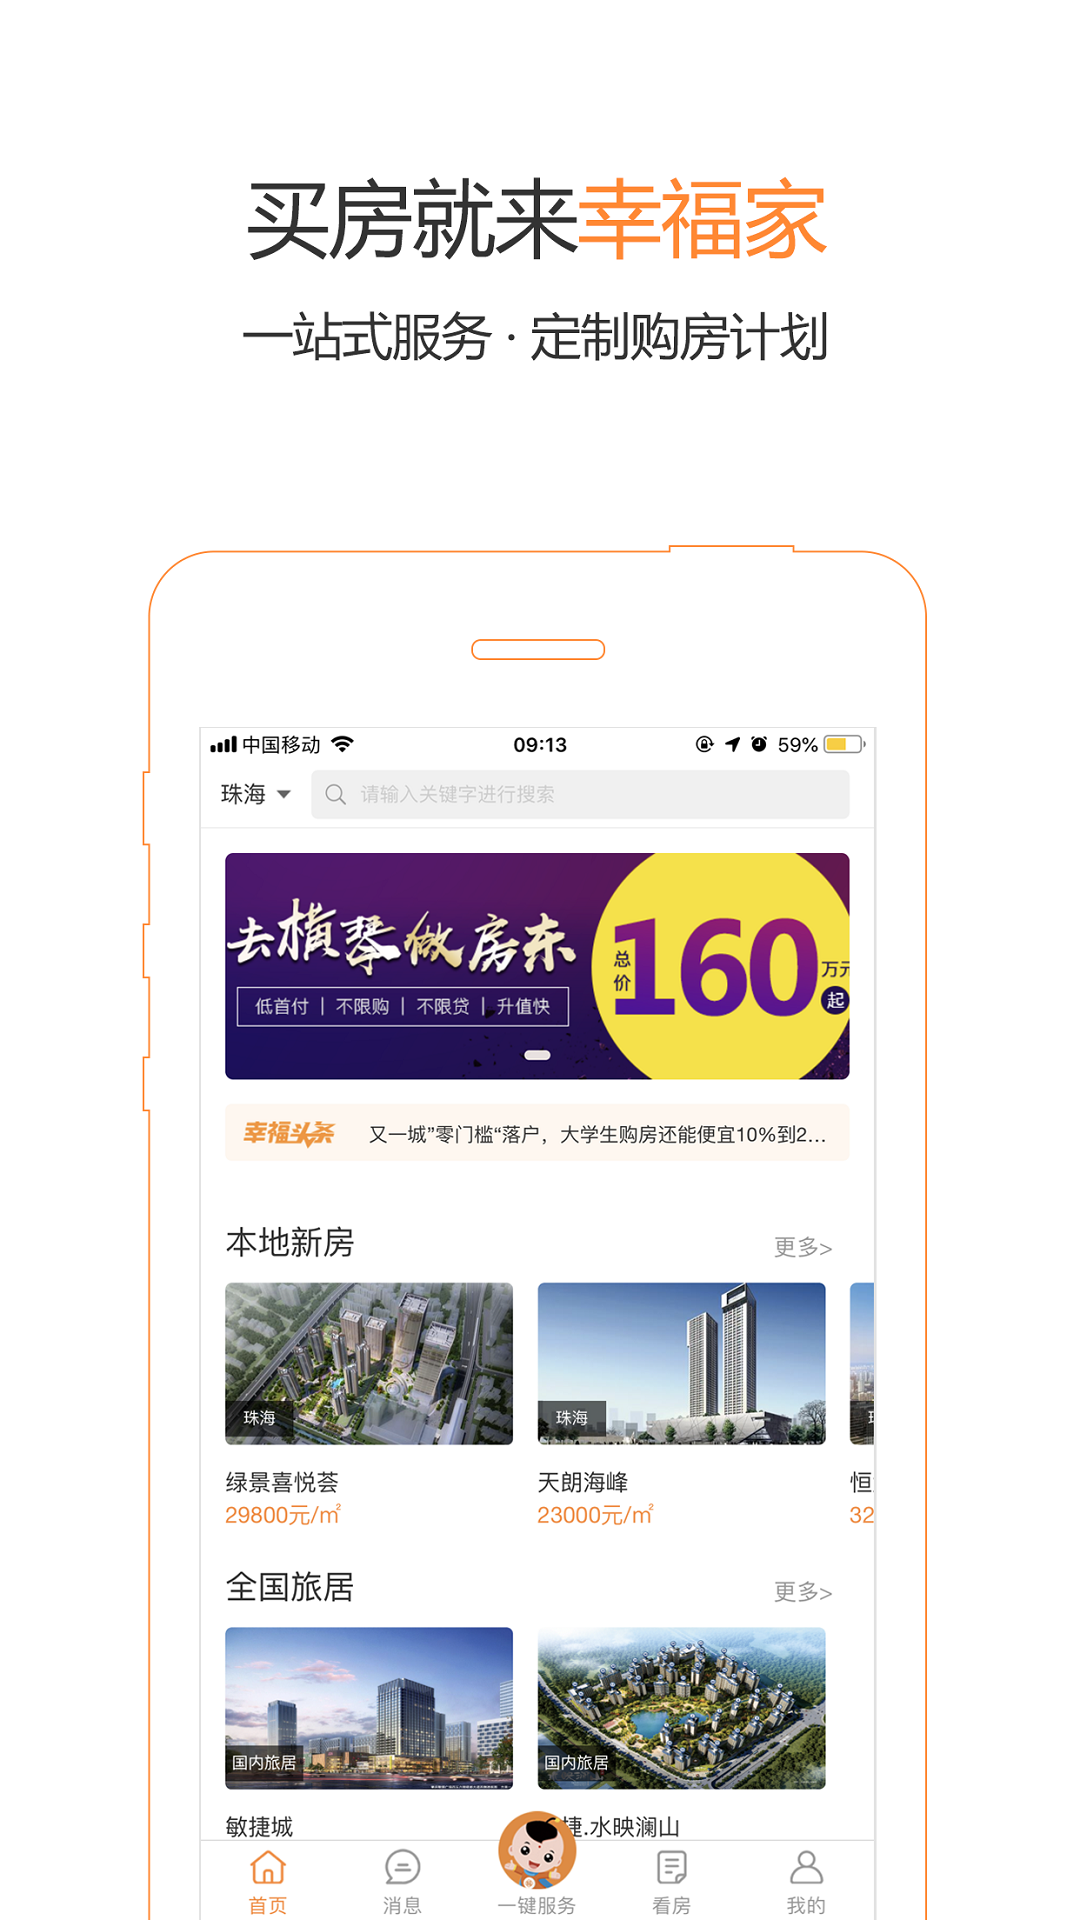 买房就来幸福家
一站式服务·定制购房计划
中国移动 09:13 59%
珠海 请输入关键字进行搜索
去横琴做房东
低首付 | 不限购 | 不限贷 | 升值快
总价160万元起
幸福头条 又一城”零门槛“落户，大学生购房还能便宜10%到2...
本地新房 更多>
珠海 珠海
绿景喜悦荟 天朗海峰 恒
29800元/㎡ 23000元/㎡ 32
全国旅居 更多>
国内旅居 国内旅居
敏捷城 捷.水映澜山
首页 消息 一键服务 看房 我的